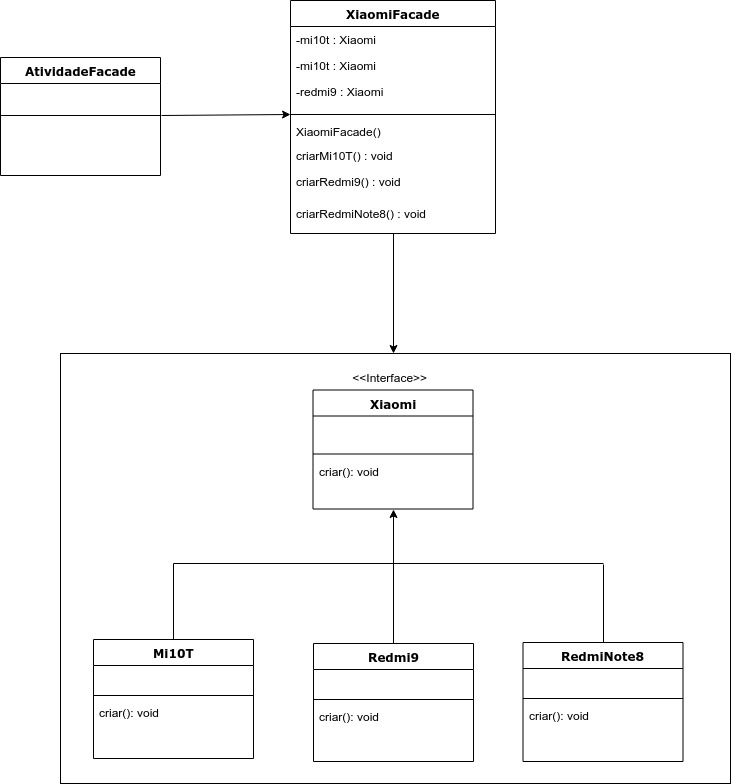 XiaomiFacade
-mi10t : Xiaomi
-mi10t : Xiaomi
-redmi9 : Xiaomi
XiaomiFacade()
criarMi10T() : void
criarRedmi9() : void
criarRedmiNote8() : void
AtividadeFacade
<<Interface>>
Xiaomi
criar(): void
Mi10T
criar(): void
Redmi9
criar(): void
RedmiNote8
criar(): void